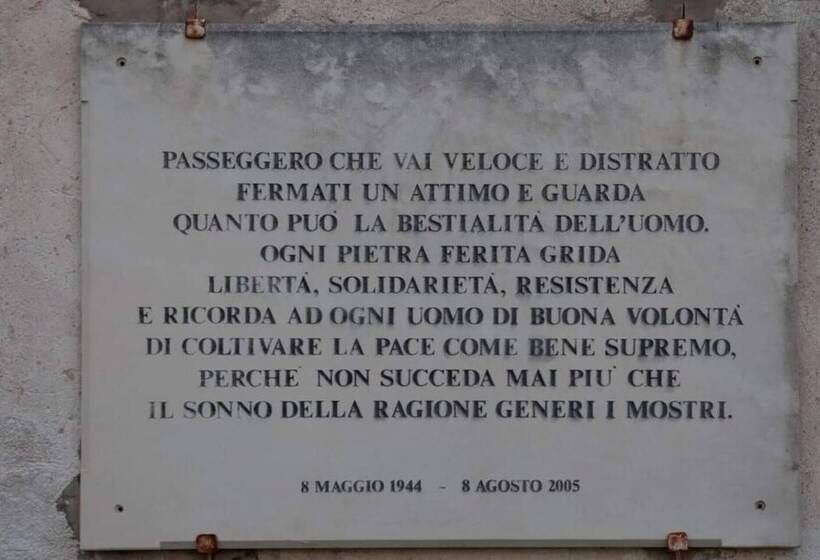 PASSEGGERO CHE VAI VELOCE E DISTRATTO
FERMATI UN ATTIMO E GUARDA
QUANTO PUO' LA BESTIALITÀ DELL'UOMO.
OGNI PIETRA FERITA GRIDA
LIBERTÀ, SOLIDARIETÀ, RESISTENZA
E RICORDA AD OGNI UOMO DI BUONA VOLONTÀ
DI COLTIVARE LA PACE COME BENE SUPREMO,
PERCHE' NON SUCCEDA MAI PIU' CHE
IL SONNO DELLA RAGIONE GENERI I MOSTRI.
8 MAGGIO 1944 - 8 AGOSTO 2005